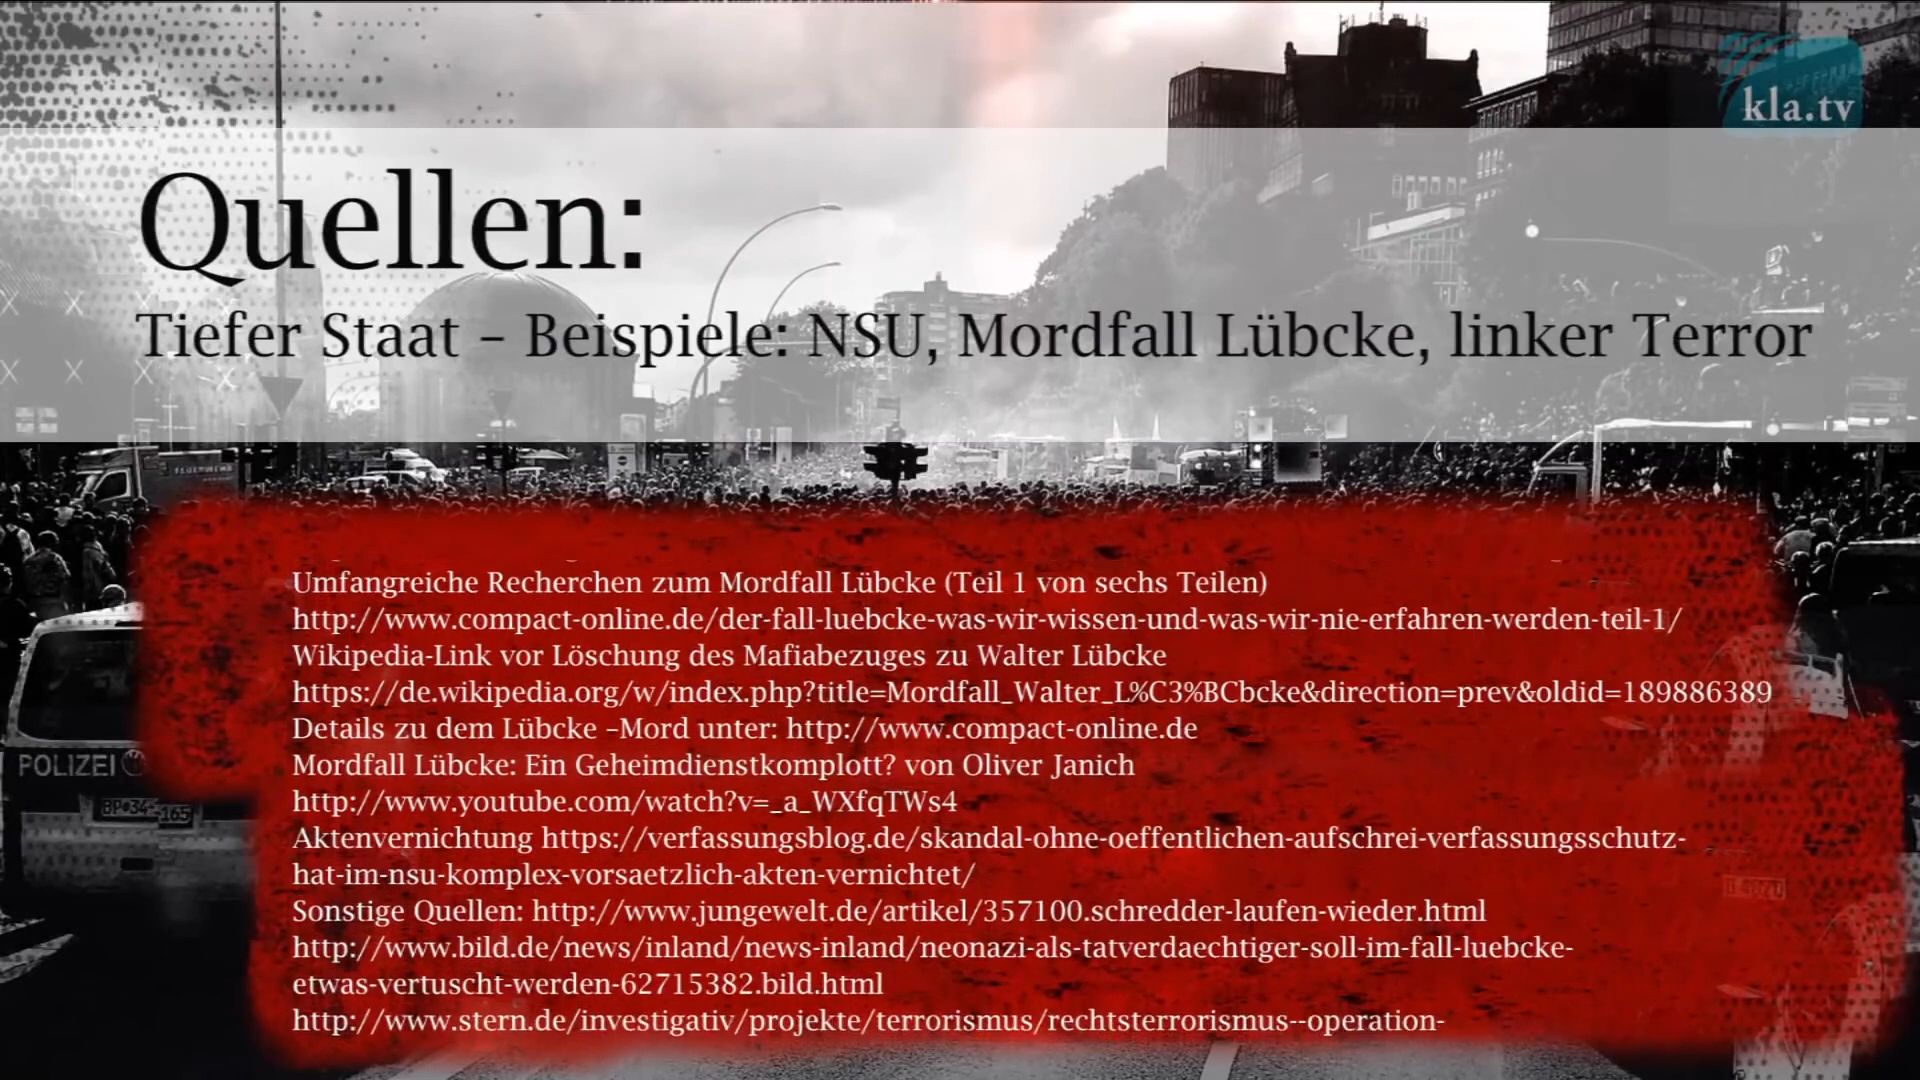 kla.tv
Quellen:
Tiefer Staat – Beispiele: NSU, Mordfall Lübcke, linker Terror
Umfangreiche Recherchen zum Mordfall Lübcke (Teil 1 von sechs Teilen)
http://www.compact-online.de/der-fall-luebcke-was-wir-wissen-und-was-wir-nie-erfahren-werden-teil-1/
Wikipedia-Link vor Löschung des Mafiabezuges zu Walter Lübcke
https://de.wikipedia.org/w/index.php?title=Mordfall_Walter_L%C3%BCbcke&direction=prev&oldid=189886389
Details zu dem Lübcke –Mord unter: http://www.compact-online.de
Mordfall Lübcke: Ein Geheimdienstkomplott? von Oliver Janich
http://www.youtube.com/watch?v=_a_WXfqTWs4
Aktenvernichtung https://verfassungsblog.de/skandal-ohne-oeffentlichen-aufschrei-verfassungsschutz-
hat-im-nsu-komplex-vorsaetzlich-akten-vernichtet/
Sonstige Quellen: http://www.jungewelt.de/artikel/357100.schredder-laufen-wieder.html
http://www.bild.de/news/inland/news-inland/neonazi-als-tatverdaechtiger-soll-im-fall-luebcke-
etwas-vertuscht-werden-62715382.bild.html
http://www.stern.de/investigativ/projekte/terrorismus/rechtsterrorismus--operation-
POLIZEI
BP 34-165